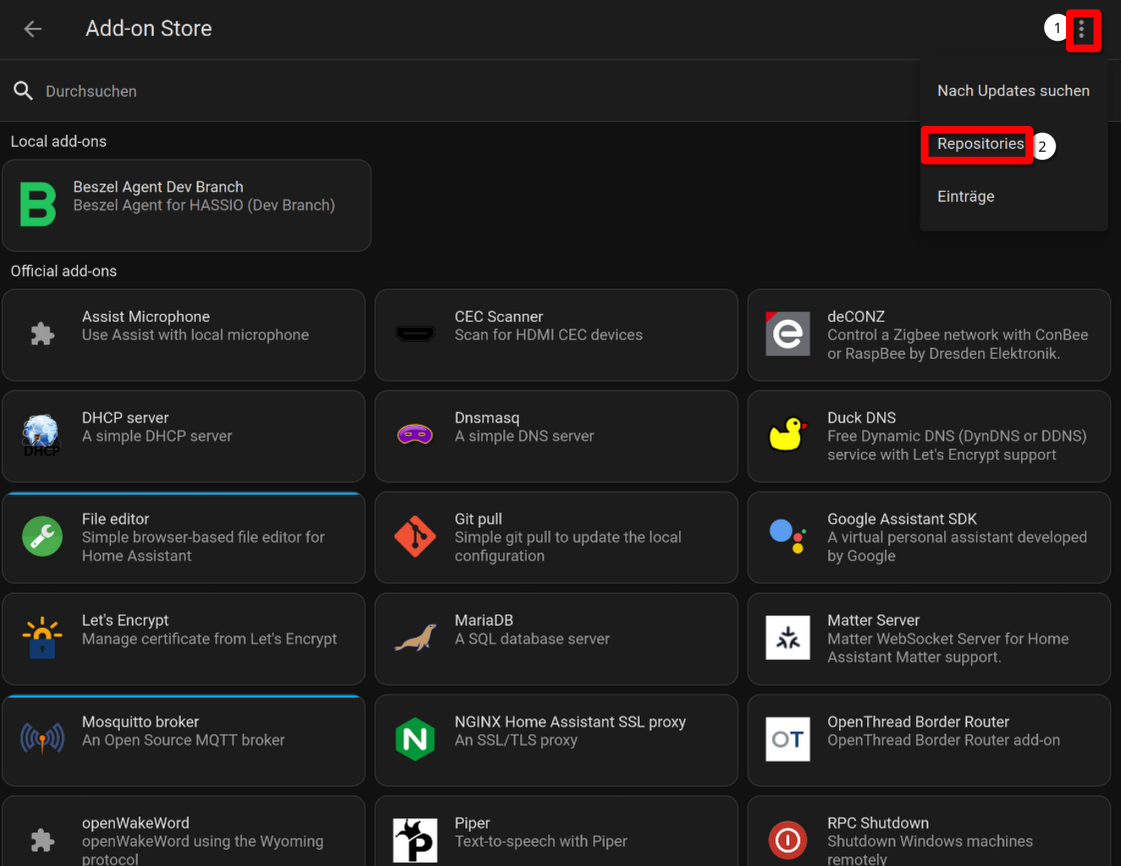 Add-on Store
1
Durchsuchen
Nach Updates suchen
Repositories
2
Einträge
Local add-ons
B
Beszel Agent Dev Branch
Beszel Agent for HASSIO (Dev Branch)
Official add-ons
Assist Microphone
Use Assist with local microphone
CEC Scanner
Scan for HDMI CEC devices
e
deCONZ
Control a Zigbee network with ConBee
or RaspBee by Dresden Elektronik.
DHCP
DHCP server
A simple DHCP server
Dnsmasq
A simple DNS server
Duck DNS
Free Dynamic DNS (DynDNS or DDNS)
service with Let's Encrypt support
File editor
Simple browser-based file editor for
Home Assistant
Git pull
Simple git pull to update the local
configuration
Google Assistant SDK
A virtual personal assistant developed
by Google
Let's Encrypt
Manage certificate from Let's Encrypt
MariaDB
A SQL database server
Matter Server
Matter WebSocket Server for Home
Assistant Matter support.
Mosquitto broker
An Open Source MQTT broker
N
NGINX Home Assistant SSL proxy
An SSL/TLS proxy
OT
OpenThread Border Router
OpenThread Border Router add-on
openWakeWord
openWakeWord using the Wyoming
protocol
P
Piper
Text-to-speech with Piper
RPC Shutdown
Shutdown Windows machines
remotely